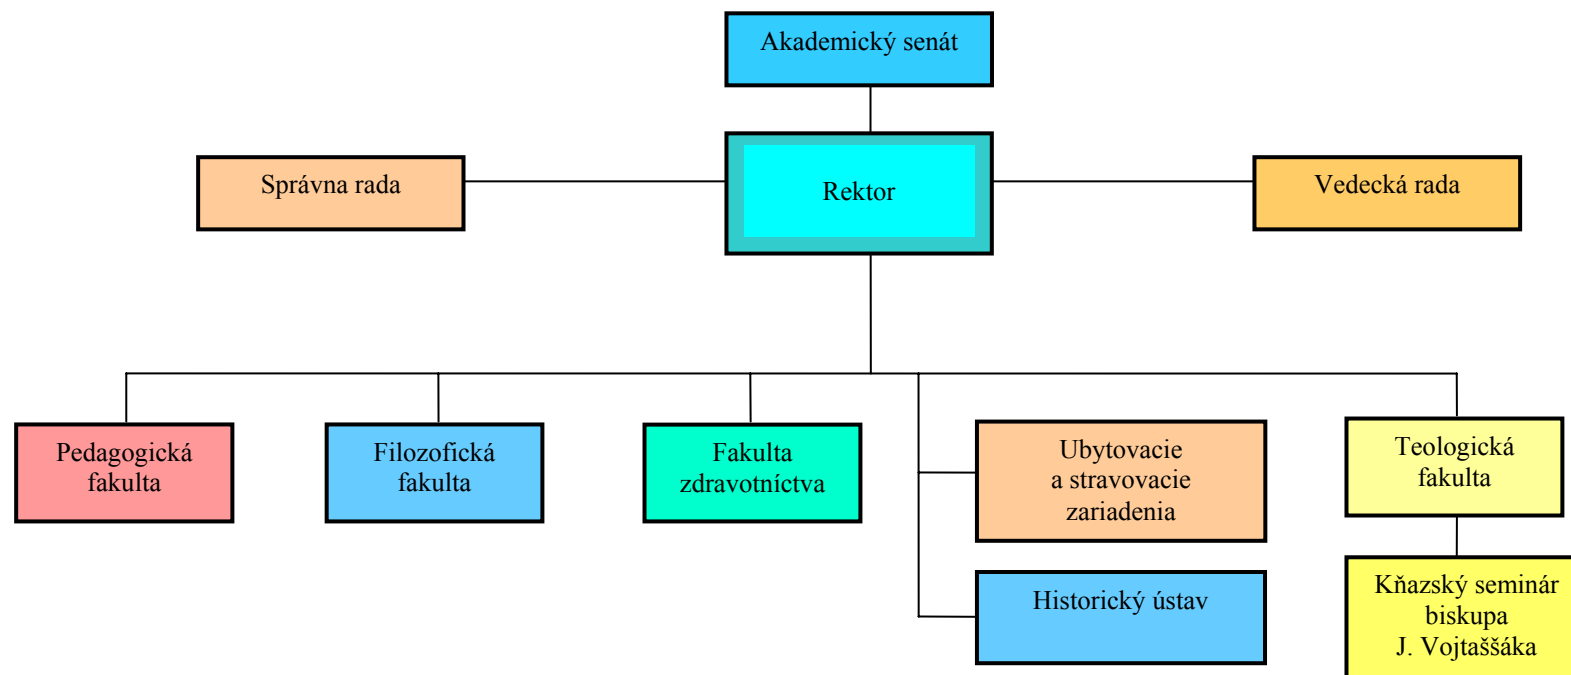 Akademický senát
Správna rada
Rektor
Vedecká rada
Pedagogická
fakulta
Filozofická
fakulta
Fakulta
zdravotníctva
Ubytovacie
a stravovacie
zariadenia
Teologická
fakulta
Historický ústav
Kňazský seminár
biskupa
J. Vojtaššáka